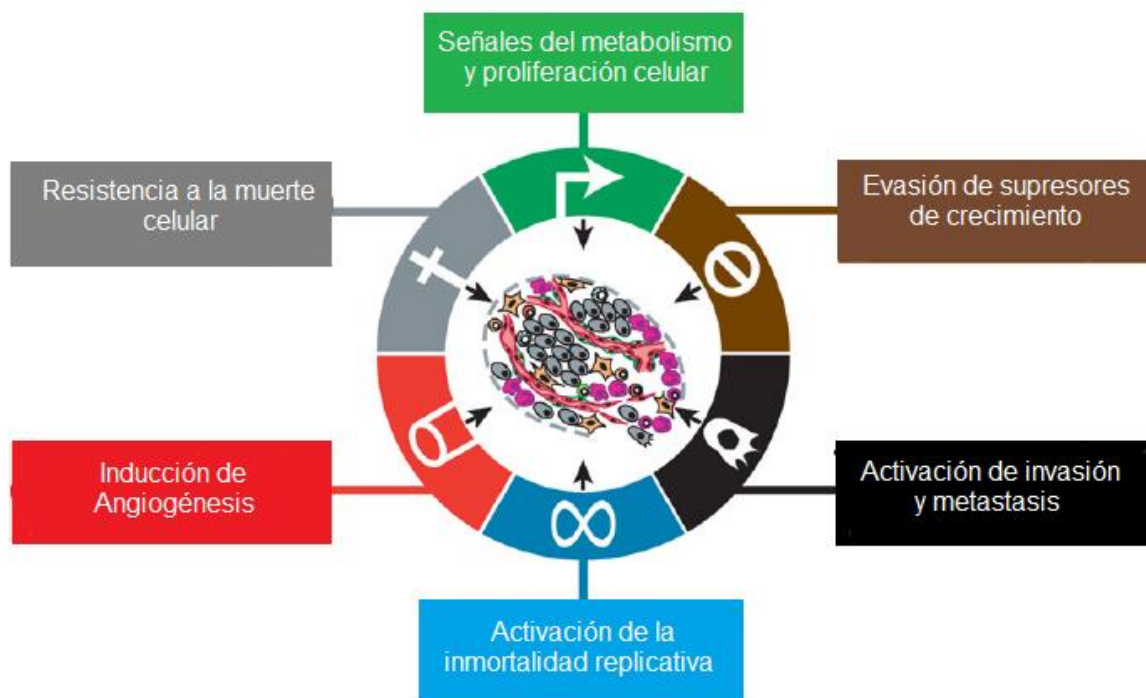 Señales del metabolismo
y proliferación celular
Resistencia a la muerte
celular
Evasión de supresores
de crecimiento
Inducción de
Angiogénesis
Activación de invasión
y metastasis
Activación de la
inmortalidad replicativa